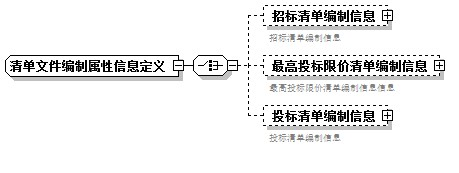 招标清单编制信息
招标清单编制信息
清单文件编制属性信息定义
最高投标限价清单编制信息
最高投标限价清单编制信息信息
投标清单编制信息
投标清单编制信息